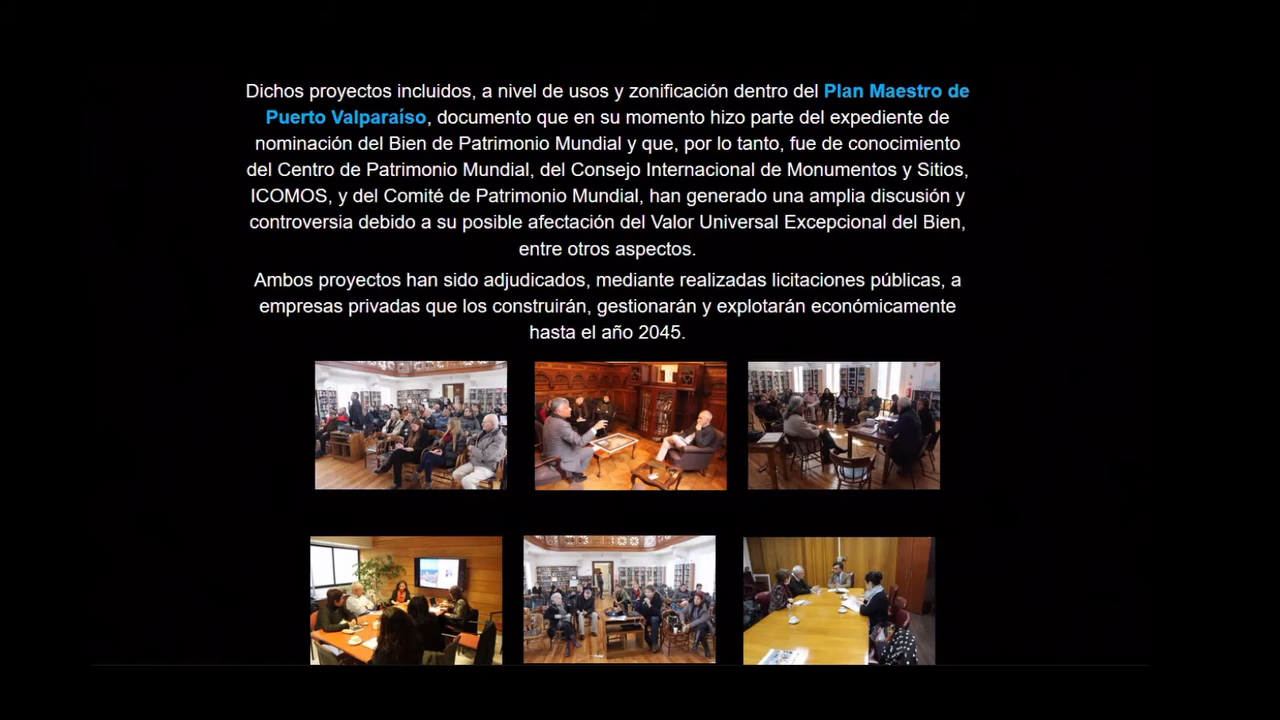 Dichos proyectos incluidos, a nivel de usos y zonificación dentro del Plan Maestro de
Puerto Valparaíso, documento que en su momento hizo parte del expediente de
nominación del Bien de Patrimonio Mundial y que, por lo tanto, fue de conocimiento
del Centro de Patrimonio Mundial, del Consejo Internacional de Monumentos y Sitios,
ICOMOS, y del Comité de Patrimonio Mundial, han generado una amplia discusión y
controversia debido a su posible afectación del Valor Universal Excepcional del Bien,
entre otros aspectos.
Ambos proyectos han sido adjudicados, mediante realizadas licitaciones públicas, a
empresas privadas que los construirán, gestionarán y explotarán económicamente
hasta el año 2045.